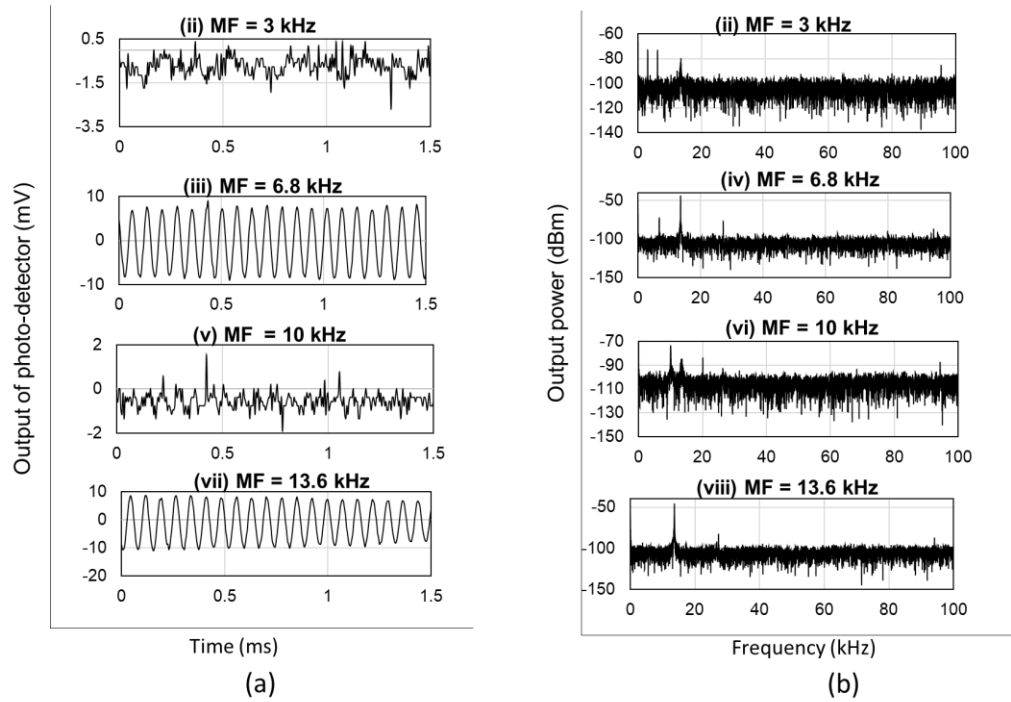 (ii) MF = 3 kHz
0.5
-1.5
-3.5
0 0.5 1 1.5
(iii) MF = 6.8 kHz
10
0
-10
0 0.5 1 1.5
(v) MF = 10 kHz
2
0
-2
0 0.5 1 1.5
(vii) MF = 13.6 kHz
10
0
-10
-20
0 0.5 1 1.5
Output of photo-detector (mV)
Time (ms)
(a)
(ii) MF = 3 kHz
-60
-80
-100
-120
-140
0 20 40 60 80 100
(iv) MF = 6.8 kHz
-50
-100
-150
0 20 40 60 80 100
(vi) MF = 10 kHz
-70
-90
-110
-130
-150
0 20 40 60 80 100
(viii) MF = 13.6 kHz
-50
-100
-150
0 20 40 60 80 100
Output power (dBm)
Frequency (kHz)
(b)